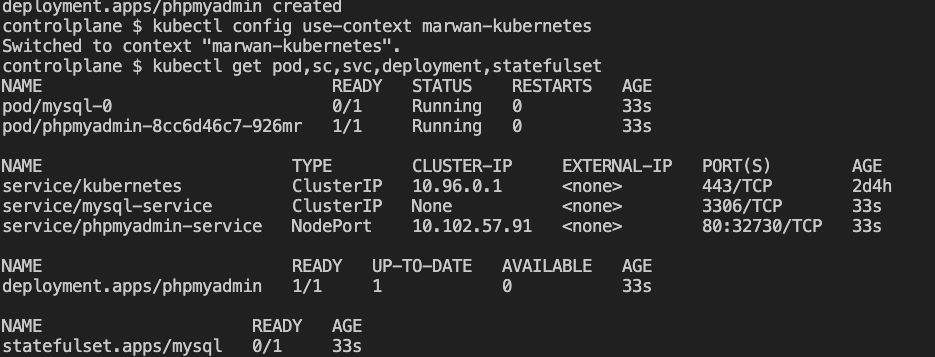 deployment.apps/phpmyadmin created
controlplane $ kubectl config use-context marwan-kubernetes
Switched to context "marwan-kubernetes".
controlplane $ kubectl get pod,sc,svc,deployment,statefulset
NAME READY STATUS RESTARTS AGE
pod/mysql-0 0/1 Running 0 33s
pod/phpmyadmin-8cc6d46c7-926mr 1/1 Running 0 33s
NAME TYPE CLUSTER-IP EXTERNAL-IP PORT(S) AGE
service/kubernetes ClusterIP 10.96.0.1 <none> 443/TCP 2d4h
service/mysql-service ClusterIP None <none> 3306/TCP 33s
service/phpmyadmin-service NodePort 10.102.57.91 <none> 80:32730/TCP 33s
NAME READY UP-TO-DATE AVAILABLE AGE
deployment.apps/phpmyadmin 1/1 1 0 33s
NAME READY AGE
statefulset.apps/mysql 0/1 33s